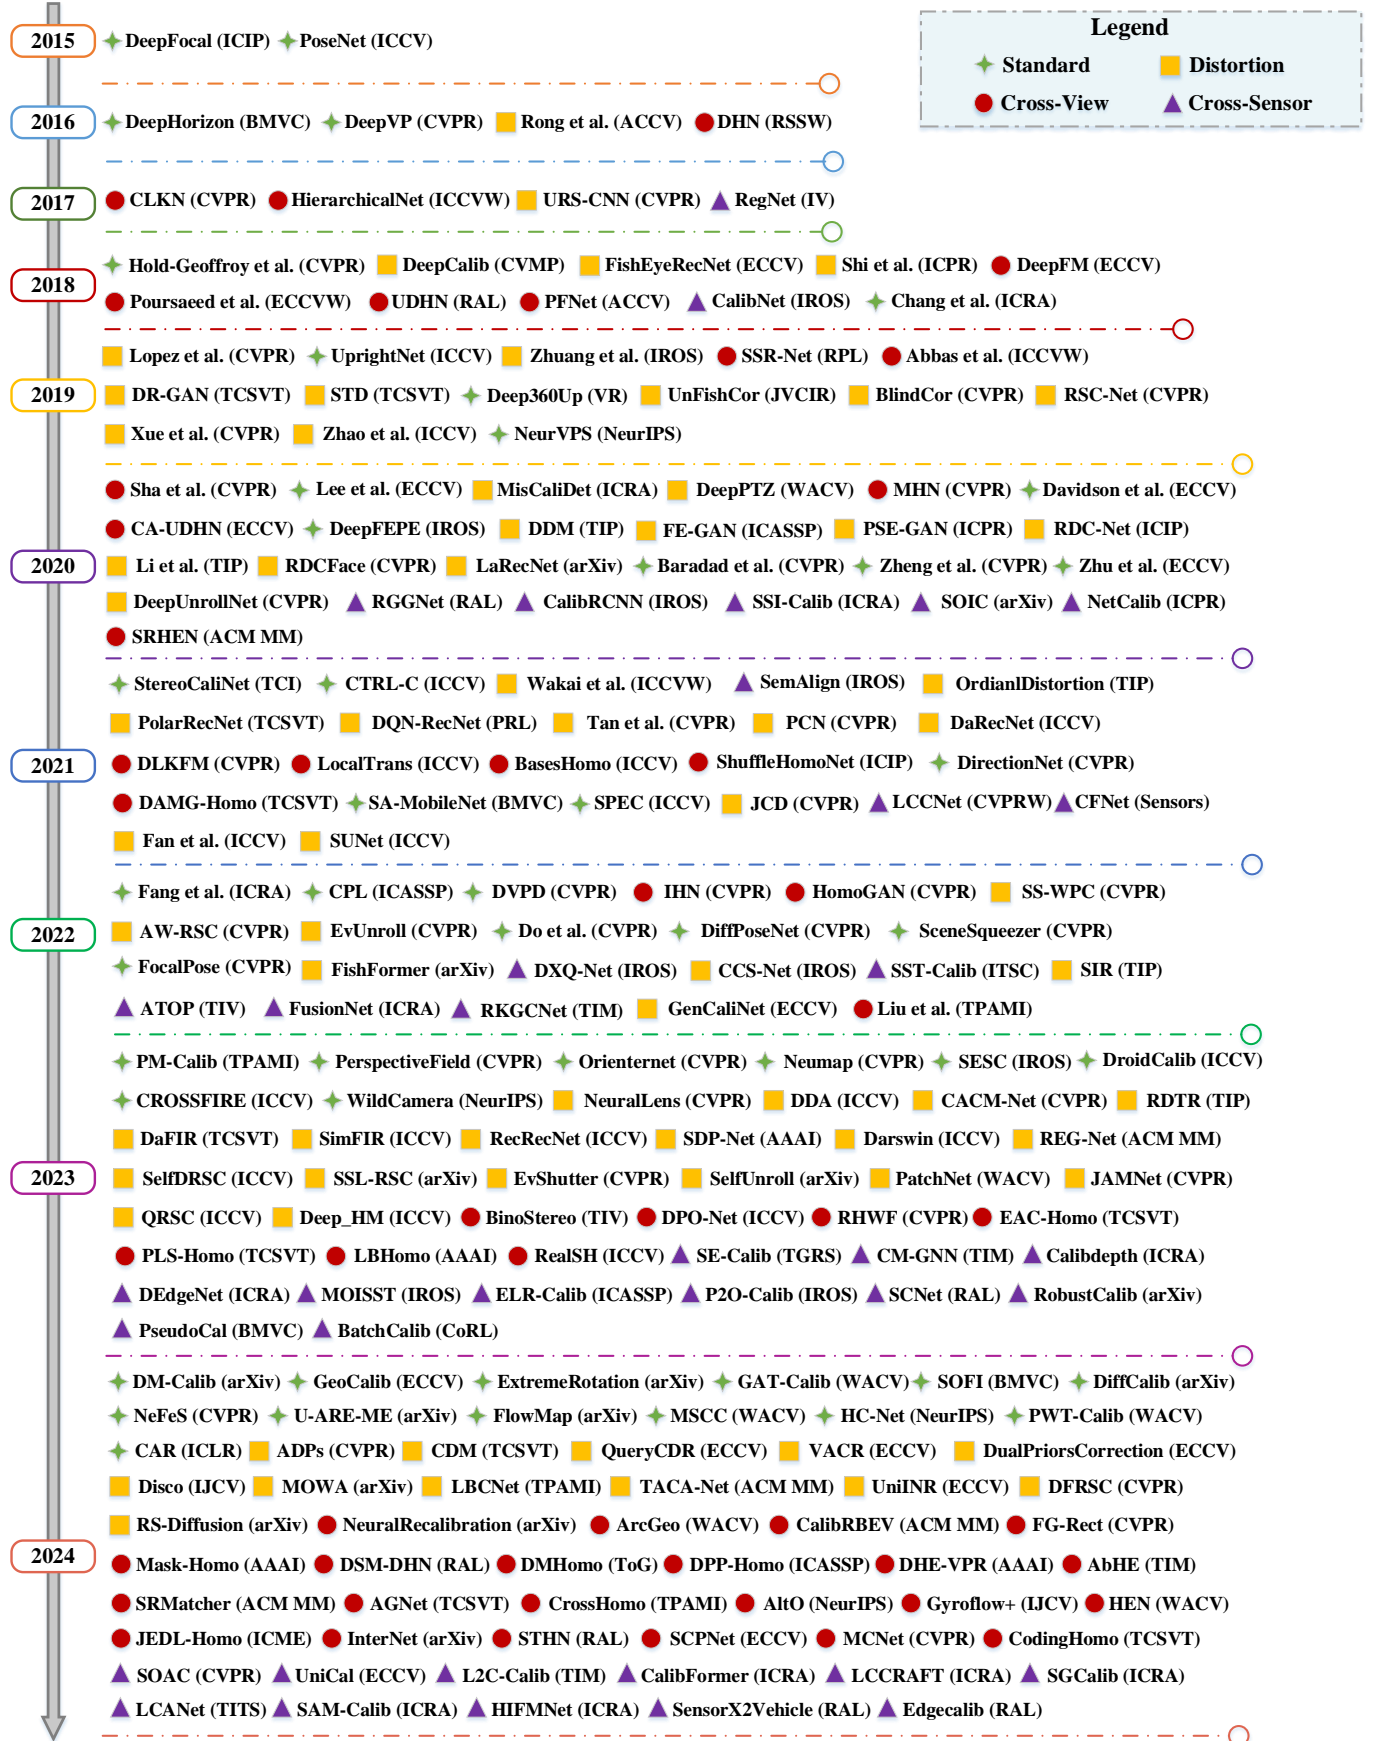 Legend
Standard Distortion
Cross-View Cross-Sensor
2015
DeepFocal (ICIP) PoseNet (ICCV)
2016
DeepHorizon (BMVC) DeepVP (CVPR) Rong et al. (ACCV) DHN (RSSW)
2017
CLKN (CVPR) HierarchicalNet (ICCVW) URS-CNN (CVPR) RegNet (IV)
2018
Hold-Geoffroy et al. (CVPR) DeepCalib (CVMP) FishEyeRecNet (ECCV) Shi et al. (ICPR) DeepFM (ECCV)
Poursaeed et al. (ECCVW) UDHN (RAL) PFNet (ACCV) CalibNet (IROS) Chang et al. (ICRA)
2019
Lopez et al. (CVPR) UprightNet (ICCV) Zhuang et al. (IROS) SSR-Net (RPL) Abbas et al. (ICCVW)
DR-GAN (TCSVT) STD (TCSVT) Deep360Up (VR) UnFishCor (JVCIR) BlindCor (CVPR) RSC-Net (CVPR)
Xue et al. (CVPR) Zhao et al. (ICCV) NeurVPS (NeurIPS)
2020
Sha et al. (CVPR) Lee et al. (ECCV) MisCaliDet (ICRA) DeepPTZ (WACV) MHN (CVPR) Davidson et al. (ECCV)
CA-UDHN (ECCV) DeepFEPE (IROS) DDM (TIP) FE-GAN (ICASSP) PSE-GAN (ICPR) RDC-Net (ICIP)
Li et al. (TIP) RDCFace (CVPR) LaRecNet (arXiv) Baradad et al. (CVPR) Zheng et al. (CVPR) Zhu et al. (ECCV)
DeepUnrollNet (CVPR) RGGNet (RAL) CalibRCNN (IROS) SSI-Calib (ICRA) SOIC (arXiv) NetCalib (ICPR)
SRHEN (ACM MM)
2021
StereoCaliNet (TCI) CTRL-C (ICCV) Wakai et al. (ICCVW) SemAlign (IROS) OrdianlDistortion (TIP)
PolarRecNet (TCSVT) DQN-RecNet (PRL) Tan et al. (CVPR) PCN (CVPR) DaRecNet (ICCV)
DLKFM (CVPR) LocalTrans (ICCV) BasesHomo (ICCV) ShuffleHomoNet (ICIP) DirectionNet (CVPR)
DAMG-Homo (TCSVT) SA-MobileNet (BMVC) SPEC (ICCV) JCD (CVPR) LCCNet (CVPRW) CFNet (Sensors)
Fan et al. (ICCV) SUNet (ICCV)
2022
Fang et al. (ICRA) CPL (ICASSP) DVPD (CVPR) IHN (CVPR) HomoGAN (CVPR) SS-WPC (CVPR)
AW-RSC (CVPR) EvUnroll (CVPR) Do et al. (CVPR) DiffPoseNet (CVPR) SceneSqueezer (CVPR)
FocalPose (CVPR) FishFormer (arXiv) DXQ-Net (IROS) CCS-Net (IROS) SST-Calib (ITSC) SIR (TIP)
ATOP (TIV) FusionNet (ICRA) RKGCNet (TIM) GenCaliNet (ECCV) Liu et al. (TPAMI)
2023
PM-Calib (TPAMI) PerspectiveField (CVPR) Orienternet (CVPR) Neumap (CVPR) SESC (IROS) DroidCalib (ICCV)
CROSSFIRE (ICCV) WildCamera (NeurIPS) NeuralLens (CVPR) DDA (ICCV) CACM-Net (CVPR) RDTR (TIP)
DaFIR (TCSVT) SimFIR (ICCV) RecRecNet (ICCV) SDP-Net (AAAI) Darswin (ICCV) REG-Net (ACM MM)
SelfDRSC (ICCV) SSL-RSC (arXiv) EvShutter (CVPR) SelfUnroll (arXiv) PatchNet (WACV) JAMNet (CVPR)
QRSC (ICCV) Deep_HM (ICCV) BinoStereo (TIV) DPO-Net (ICCV) RHWF (CVPR) EAC-Homo (TCSVT)
PLS-Homo (TCSVT) LBHomo (AAAI) RealSH (ICCV) SE-Calib (TGRS) CM-GNN (TIM) Calibdepth (ICRA)
DEdgeNet (ICRA) MOISST (IROS) ELR-Calib (ICASSP) P2O-Calib (IROS) SCNet (RAL) RobustCalib (arXiv)
PseudoCal (BMVC) BatchCalib (CoRL)
2024
DM-Calib (arXiv) GeoCalib (ECCV) ExtremeRotation (arXiv) GAT-Calib (WACV) SOFI (BMVC) DiffCalib (arXiv)
NeFeS (CVPR) U-ARE-ME (arXiv) FlowMap (arXiv) MSCC (WACV) HC-Net (NeurIPS) PWT-Calib (WACV)
CAR (ICLR) ADPs (CVPR) CDM (TCSVT) QueryCDR (ECCV) VACR (ECCV) DualPriorsCorrection (ECCV)
Disco (IJCV) MOWA (arXiv) LBCNet (TPAMI) TACA-Net (ACM MM) UniINR (ECCV) DFRSC (CVPR)
RS-Diffusion (arXiv) NeuralRecalibration (arXiv) ArcGeo (WACV) CalibRBEV (ACM MM) FG-Rect (CVPR)
Mask-Homo (AAAI) DSM-DHN (RAL) DMHomo (ToG) DPP-Homo (ICASSP) DHE-VPR (AAAI) AbHE (TIM)
SRMatcher (ACM MM) AGNet (TCSVT) CrossHomo (TPAMI) AltO (NeurIPS) Gyroflow+ (IJCV) HEN (WACV)
JEDL-Homo (ICME) InterNet (arXiv) STHN (RAL) SCPNet (ECCV) MCNet (CVPR) CodingHomo (TCSVT)
SOAC (CVPR) UniCal (ECCV) L2C-Calib (TIM) CalibFormer (ICRA) LCCRAFT (ICRA) SGCalib (ICRA)
LCANet (TITS) SAM-Calib (ICRA) HIFMNet (ICRA) SensorX2Vehicle (RAL) Edgecalib (RAL)